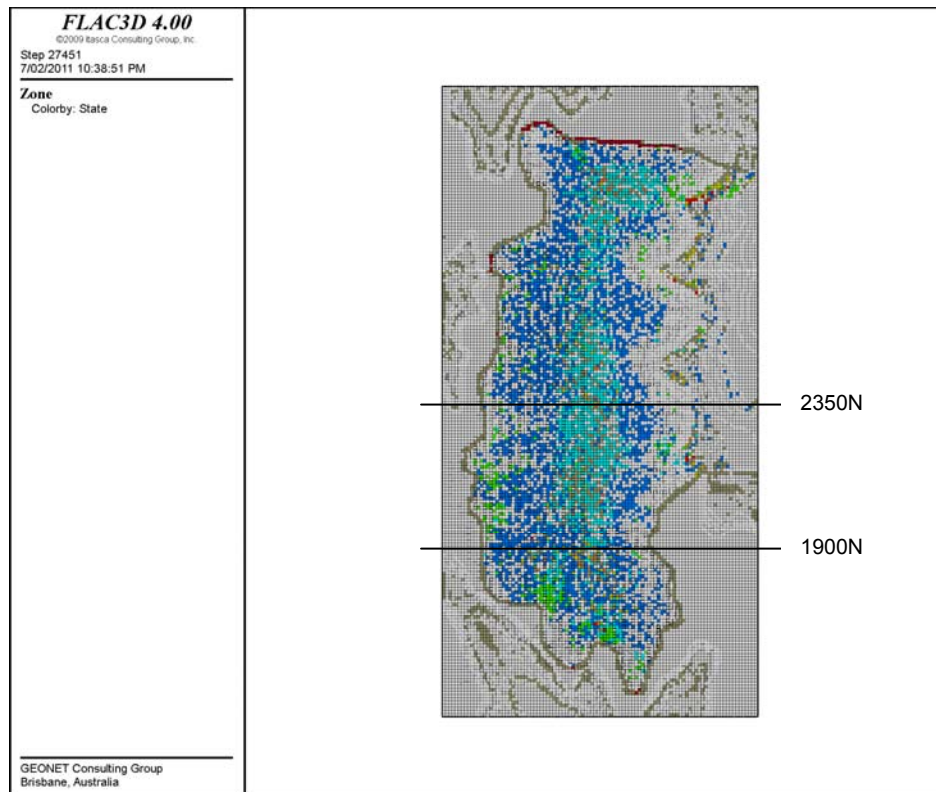 FLAC3D 4.00
©2009 Itasca Consulting Group, Inc.
Step 27451
7/02/2011 10:38:51 PM
Zone
Colorby: State
2350N
1900N
GEONET Consulting Group
Brisbane, Australia